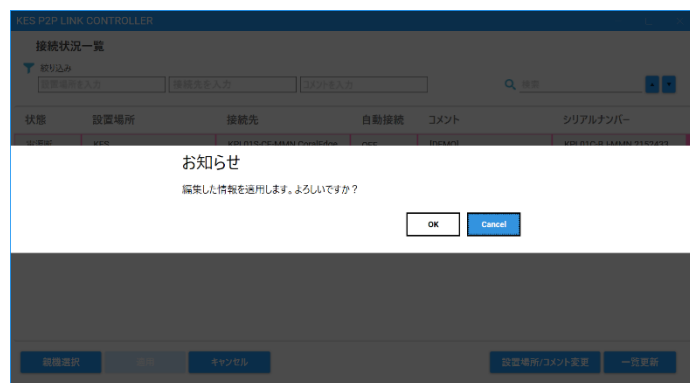 KES P2P LINK CONTROLLER
接続状況一覧
絞り込み
設置場所を入力 接続先を入力 コメントを入力 検索
状態 設置場所 接続先 自動接続 コメント シリアルナンバー
KES OFF [DEMO]
お知らせ
編集した情報を適用します。よろしいですか？
OK Cancel
キャンセル 設置場所/コメント変更 一覧更新